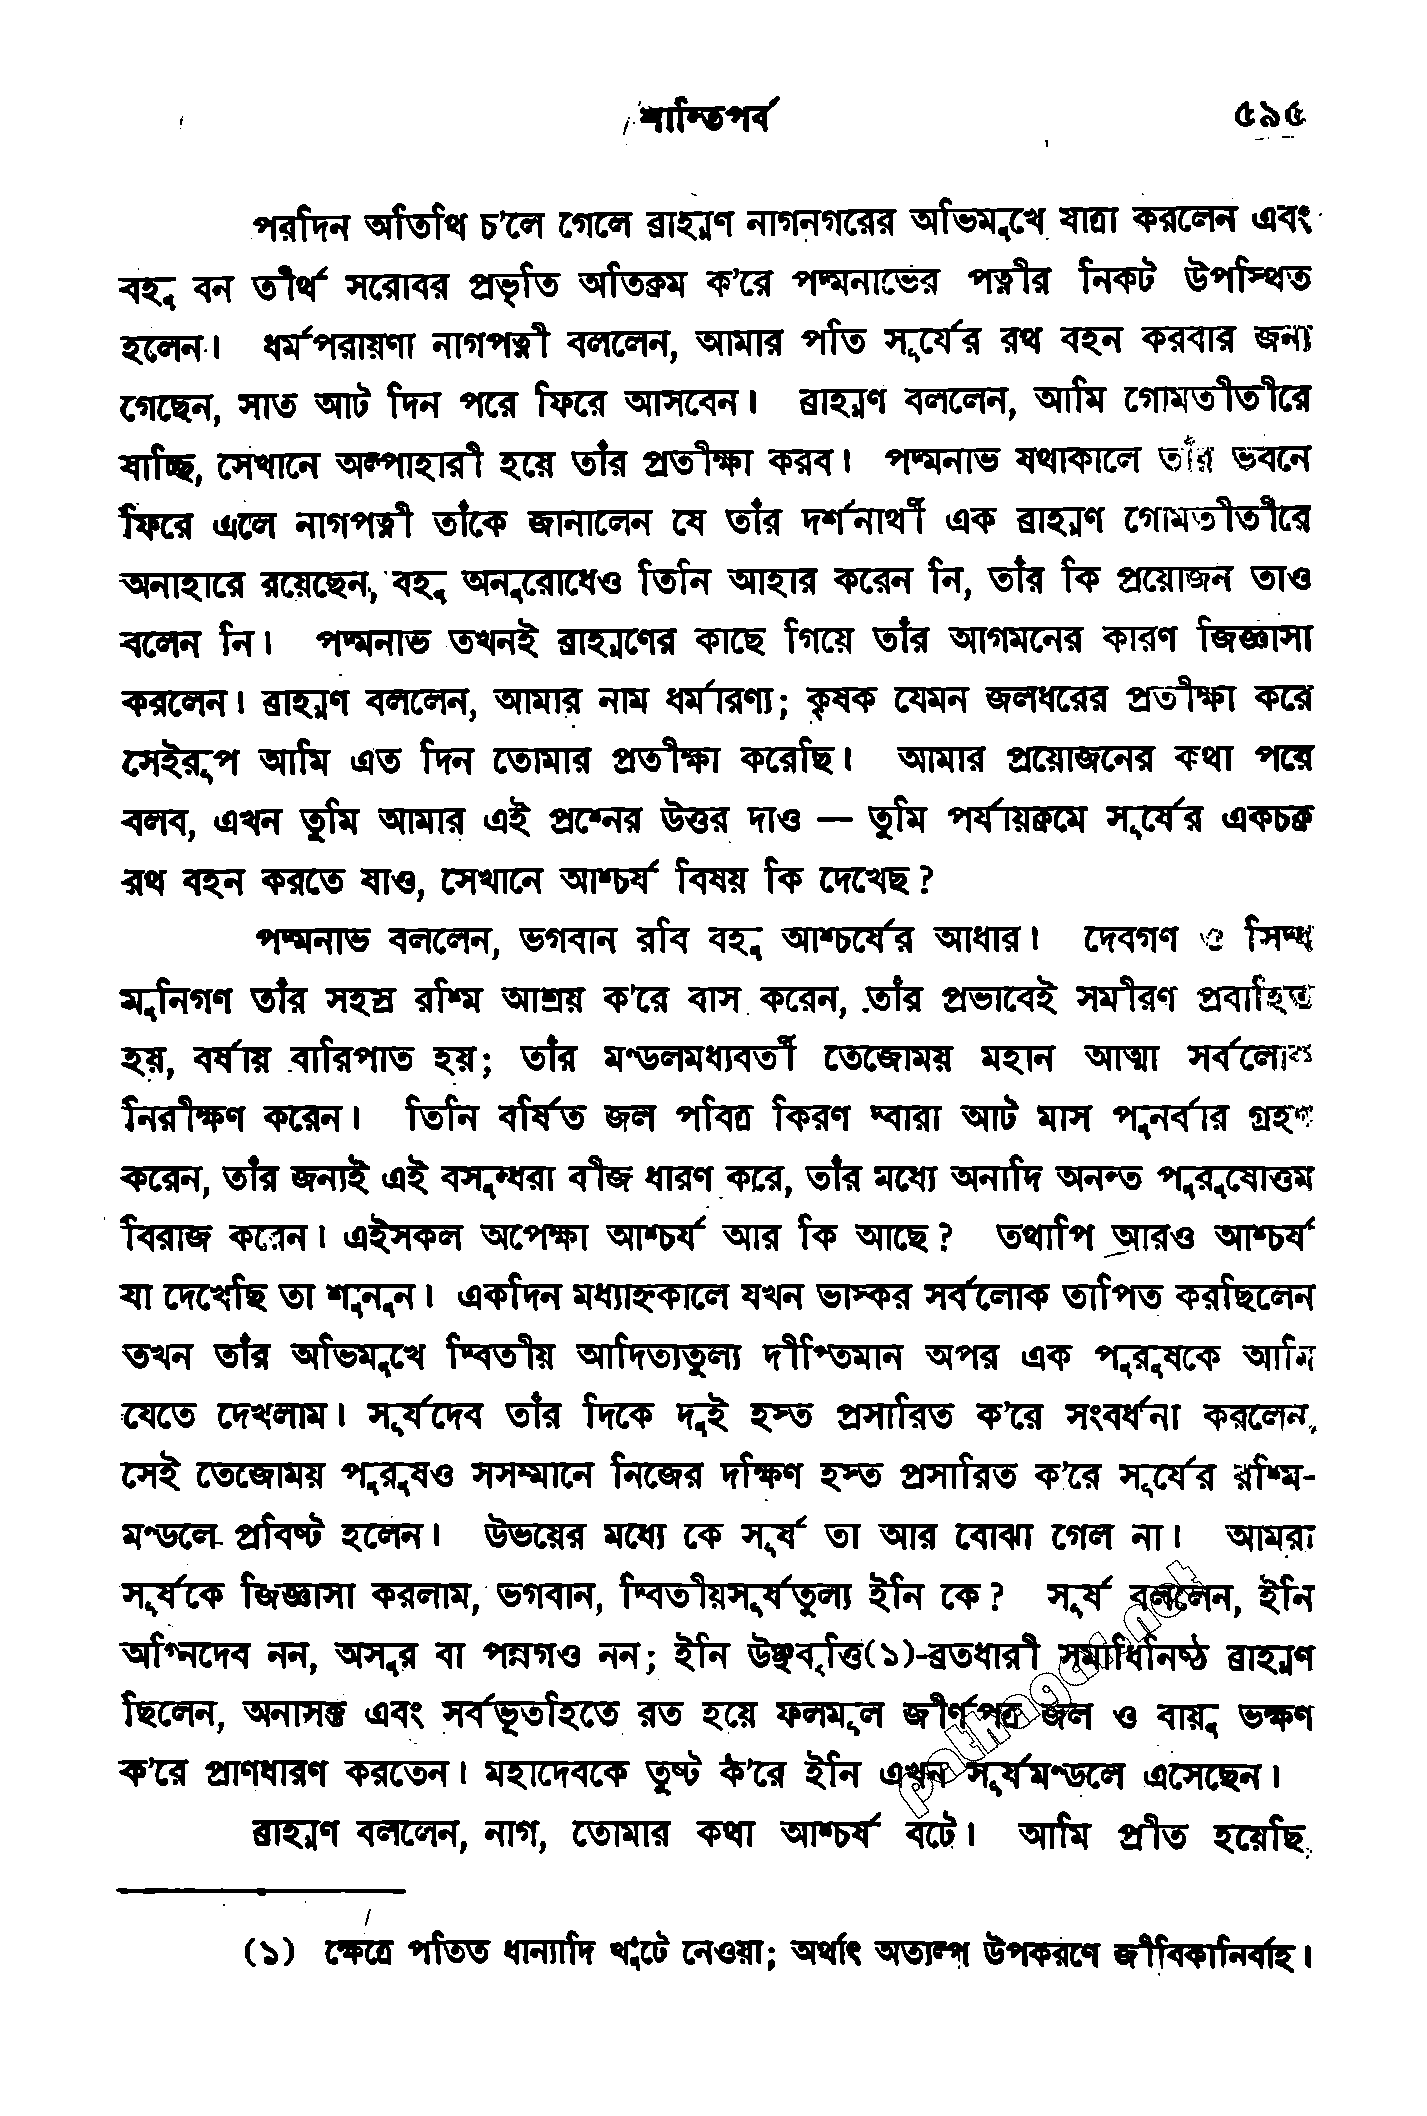 শান্তিপর্ব ৫৯৫
পরদিন অতিথি চ'লে গেলে ব্রাহ্মণ নাগনগরের অভিমুখে যাত্রা করলেন এবং
বহু বন তীর্থ সরোবর প্রভৃতি অতিক্রম ক'রে পদ্মনাভের পত্নীর নিকট উপস্থিত
হলেন। ধর্মপরায়ণা নাগপত্নী বললেন, আমার পতি সূর্যের রথ বহন করবার জন্য
গেছেন, সাত আট দিন পরে ফিরে আসবেন। ব্রাহ্মণ বললেন, আমি গোমতীতীরে
যাচ্ছি, সেখানে অল্পাহারী হয়ে তাঁর প্রতীক্ষা করব। পদ্মনাভ যথাকালে তাঁর ভবনে
ফিরে এলে নাগপত্নী তাঁকে জানালেন যে তাঁর দর্শনার্থী এক ব্রাহ্মণ গোমতীতীরে
অনাহারে রয়েছেন, বহু অনুরোধেও তিনি আহার করেন নি, তাঁর কি প্রয়োজন তাও
বলেন নি। পদ্মনাভ তখনই ব্রাহ্মণের কাছে গিয়ে তাঁর আগমনের কারণ জিজ্ঞাসা
করলেন। ব্রাহ্মণ বললেন, আমার নাম ধর্মারণ্য; কৃষক যেমন জলধরের প্রতীক্ষা করে
সেইরূপ আমি এত দিন তোমার প্রতীক্ষা করেছি। আমার প্রয়োজনের কথা পরে
বলব, এখন তুমি আমার এই প্রশ্নের উত্তর দাও — তুমি পর্যায়ক্রমে সূর্যের একচক্র
রথ বহন করতে যাও, সেখানে আশ্চর্য বিষয় কি দেখেছ?
পদ্মনাভ বললেন, ভগবান রবি বহু আশ্চর্যের আধার। দেবগণ ও সিদ্ধ
মুনিগণ তাঁর সহস্র রশ্মি আশ্রয় ক'রে বাস করেন, তাঁর প্রভাবেই সমীরণ প্রবাহিত
হয়, বর্ষায় বারিপাত হয়; তাঁর মণ্ডলমধ্যবর্তী তেজোময় মহান আত্মা সর্বলোক
নিরীক্ষণ করেন। তিনি বর্ষিত জল পবিত্র কিরণ দ্বারা আট মাস পুনর্বার গ্রহণ
করেন, তাঁর জন্যই এই বসুন্ধরা বীজ ধারণ করে, তাঁর মধ্যে অনাদি অনন্ত পুরুষোত্তম
বিরাজ করেন। এইসকল অপেক্ষা আশ্চর্য আর কি আছে? তথাপি আরও আশ্চর্য
যা দেখেছি তা শুনুন। একদিন মধ্যাহ্নকালে যখন ভাস্কর সর্বলোক তাপিত করছিলেন
তখন তাঁর অভিমুখে দ্বিতীয় আদিত্যতুল্য দীপ্তিমান অপর এক পুরুষকে আমি
যেতে দেখলাম। সূর্যদেব তাঁর দিকে দুই হস্ত প্রসারিত ক'রে সংবর্ধনা করলেন,
সেই তেজোময় পুরুষও সসম্মানে নিজের দক্ষিণ হস্ত প্রসারিত ক'রে সূর্যের রশ্মি-
মণ্ডলে প্রবিষ্ট হলেন। উভয়ের মধ্যে কে সূর্য তা আর বোঝা গেল না। আমরা
সূর্যকে জিজ্ঞাসা করলাম, ভগবান, দ্বিতীয়সূর্যতুল্য ইনি কে? সূর্য বললেন, ইনি
অগ্নিদেব নন, অসুর বা পন্নগও নন; ইনি উঞ্ছবৃত্তি(১)-ব্রতধারী সমাধিনিষ্ঠ ব্রাহ্মণ
ছিলেন, অনাসক্ত এবং সর্বভূতহিতে রত হয়ে ফলমূল জীর্ণপত্র জল ও বায়ু ভক্ষণ
ক'রে প্রাণধারণ করতেন। মহাদেবকে তুষ্ট ক'রে ইনি এখন সূর্যমণ্ডলে এসেছেন।
ব্রাহ্মণ বললেন, নাগ, তোমার কথা আশ্চর্য বটে। আমি প্রীত হয়েছি,
(১) ক্ষেত্রে পতিত ধান্যাদি খুঁটে নেওয়া; অর্থাৎ অত্যল্প উপকরণে জীবিকানির্বাহ।
pathagar.net